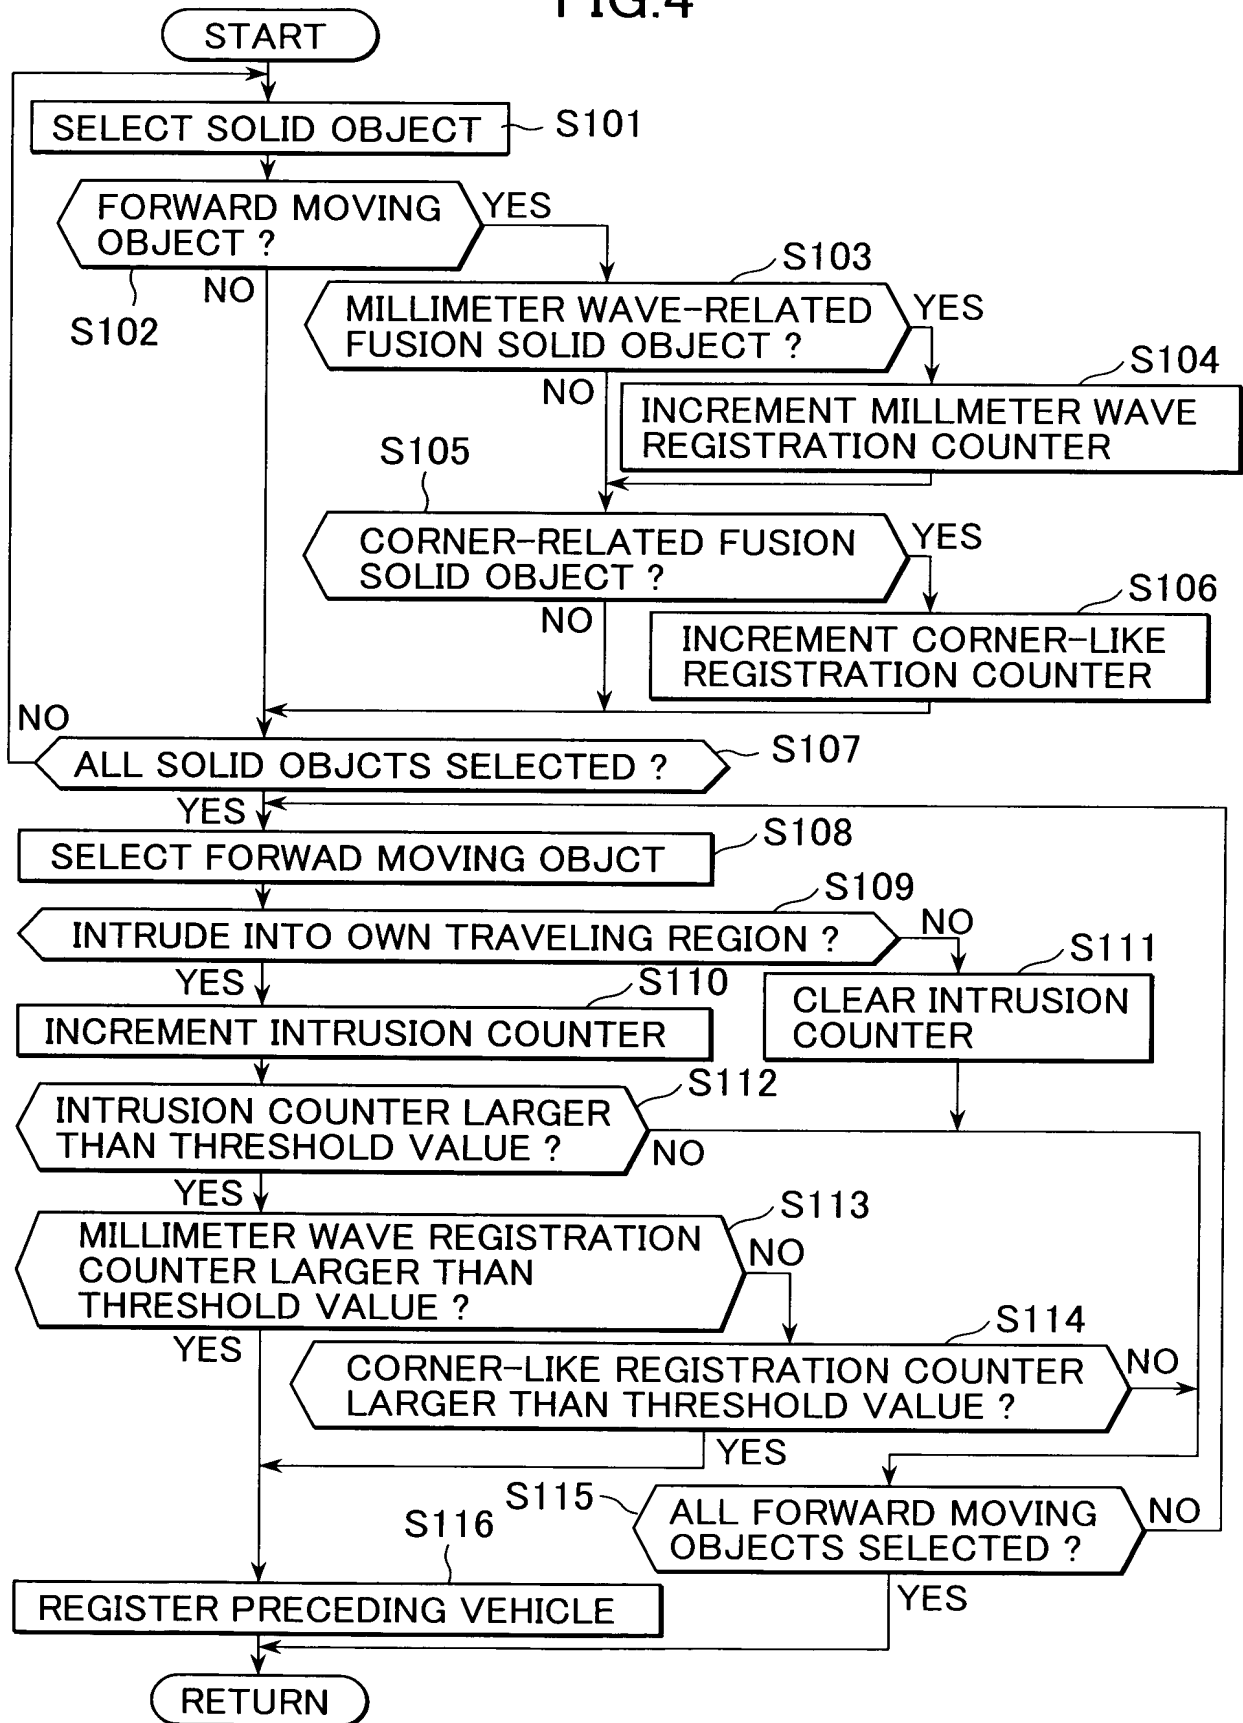 FIG.4
START
SELECT SOLID OBJECT
S101
FORWARD MOVING
OBJECT ?
YES
NO
S102
S103
MILLIMETER WAVE-RELATED
FUSION SOLID OBJECT ?
YES
NO
S104
INCREMENT MILLMETER WAVE
REGISTRATION COUNTER
S105
CORNER-RELATED FUSION
SOLID OBJECT ?
YES
NO
S106
INCREMENT CORNER-LIKE
REGISTRATION COUNTER
NO
ALL SOLID OBJCTS SELECTED ?
S107
YES
SELECT FORWAD MOVING OBJCT
S108
S109
INTRUDE INTO OWN TRAVELING REGION ?
NO
YES
S110
INCREMENT INTRUSION COUNTER
S111
CLEAR INTRUSION
COUNTER
S112
INTRUSION COUNTER LARGER
THAN THRESHOLD VALUE ?
NO
YES
S113
MILLIMETER WAVE REGISTRATION
COUNTER LARGER THAN
THRESHOLD VALUE ?
NO
YES
S114
CORNER-LIKE REGISTRATION COUNTER
LARGER THAN THRESHOLD VALUE ?
NO
YES
S115
ALL FORWARD MOVING
OBJECTS SELECTED ?
NO
YES
S116
REGISTER PRECEDING VEHICLE
RETURN